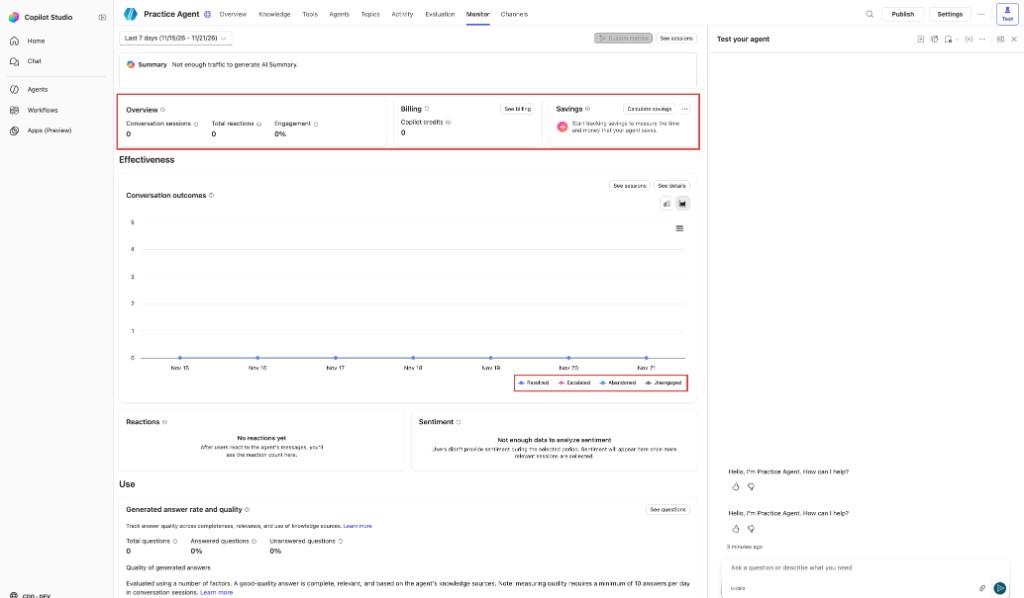 Copilot Studio
Home
Chat
Agents
Workflows
Apps (Preview)
CDD - DEV
Practice Agent Overview Knowledge Tools Agents Topics Activity Evaluation Monitor Channels
Publish Settings Test
Last 7 days (11/15/25 - 11/21/25)
See sessions
Summary Not enough traffic to generate AI Summary.
Overview
Conversation sessions Total reactions Engagement
0 0 0%
Billing See billing
Copilot credits
0
Savings Calculate savings
Start tracking savings to measure the time
and money that your agent saves.
Effectiveness
See sessions See details
Conversation outcomes
5
4
3
2
1
0
Nov 15 Nov 16 Nov 17 Nov 18 Nov 19 Nov 20 Nov 21
Resolved Escalated Abandoned Unengaged
Reactions
No reactions yet
After users react to the agent's messages, you'll
see the reaction count here.
Sentiment
Not enough data to analyze sentiment
Users didn't provide sentiment during the selected period. Sentiment will appear here once more
relevant sessions are collected.
Use
Generated answer rate and quality See questions
Track answer quality across completeness, relevance, and use of knowledge sources. Learn more
Total questions Answered questions Unanswered questions
0 0% 0%
Quality of generated answers
Evaluated using a number of factors. A good-quality answer is complete, relevant, and based on the agent's knowledge sources. Note: measuring quality requires a minimum of 10 answers per day
in conversation sessions. Learn more
Test your agent
Hello, I'm Practice Agent. How can I help?
Hello, I'm Practice Agent. How can I help?
3 minutes ago
Ask a question or describe what you need